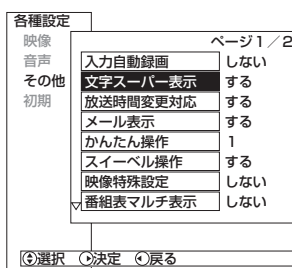 各種設定
映像
音声
その他
初期
ページ1／2
入力自動録画 しない
文字スーパー表示 する
放送時間変更対応 する
メール表示 する
かんたん操作 1
スイーベル操作 する
映像特殊設定 しない
番組表マルチ表示 しない
選択 決定 戻る